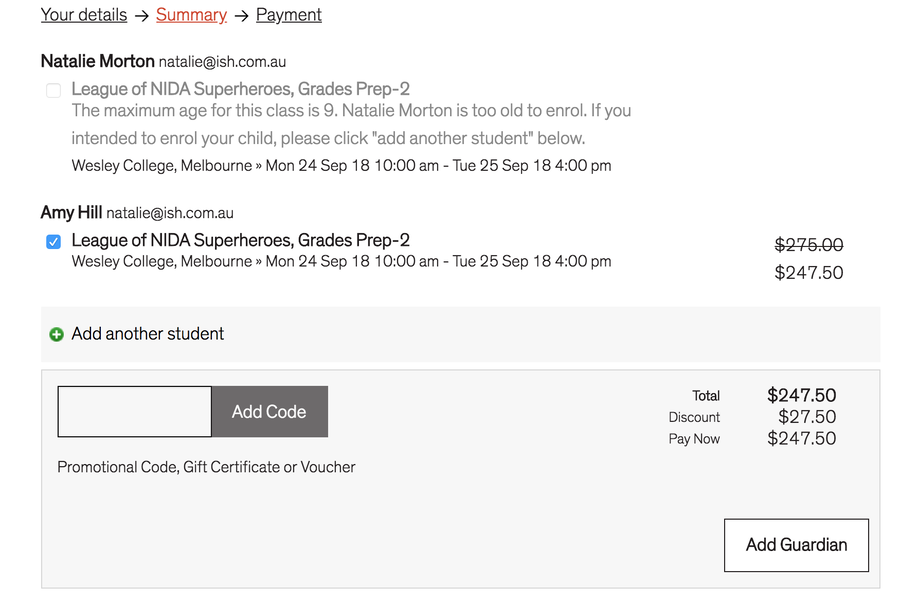 Your details → Summary → Payment
Natalie Morton natalie@ish.com.au
League of NIDA Superheroes, Grades Prep-2
The maximum age for this class is 9. Natalie Morton is too old to enrol. If you
intended to enrol your child, please click "add another student" below.
Wesley College, Melbourne » Mon 24 Sep 18 10:00 am - Tue 25 Sep 18 4:00 pm
Amy Hill natalie@ish.com.au
League of NIDA Superheroes, Grades Prep-2
$275.00
Wesley College, Melbourne » Mon 24 Sep 18 10:00 am - Tue 25 Sep 18 4:00 pm
$247.50
Add another student
Add Code
Promotional Code, Gift Certificate or Voucher
Total $247.50
Discount $27.50
Pay Now $247.50
Add Guardian